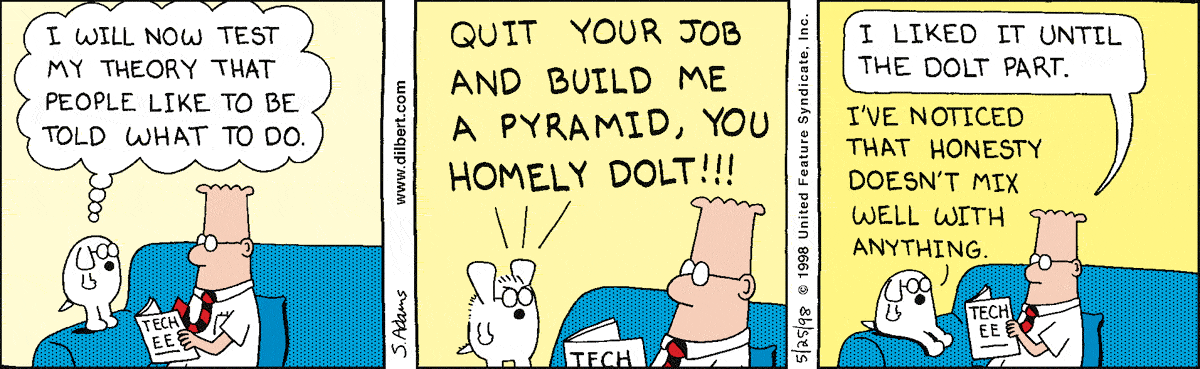 I WILL NOW TEST
MY THEORY THAT
PEOPLE LIKE TO BE
TOLD WHAT TO DO.
TECH
EE
www.dilbert.com
S. Adams
QUIT YOUR JOB
AND BUILD ME
A PYRAMID, YOU
HOMELY DOLT!!!
TECH
5/25/98 © 1998 United Feature Syndicate, Inc.
I LIKED IT UNTIL
THE DOLT PART.
I'VE NOTICED
THAT HONESTY
DOESN'T MIX
WELL WITH
ANYTHING.
TECH
EE